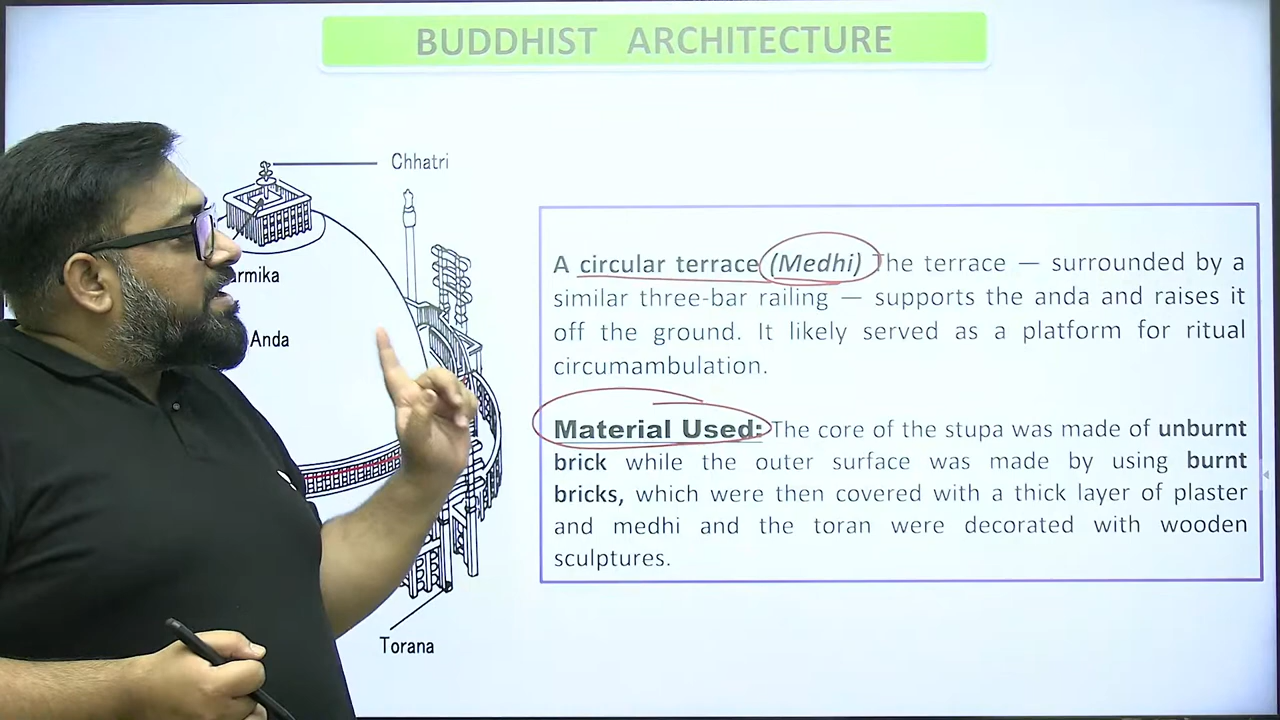 BUDDHIST ARCHITECTURE
Chhatri
armika
Anda
A circular terrace (Medhi) The terrace — surrounded by a
similar three-bar railing — supports the anda and raises it
off the ground. It likely served as a platform for ritual
circumambulation.
Material Used: The core of the stupa was made of unburnt
brick while the outer surface was made by using burnt
bricks, which were then covered with a thick layer of plaster
and medhi and the toran were decorated with wooden
sculptures.
Torana